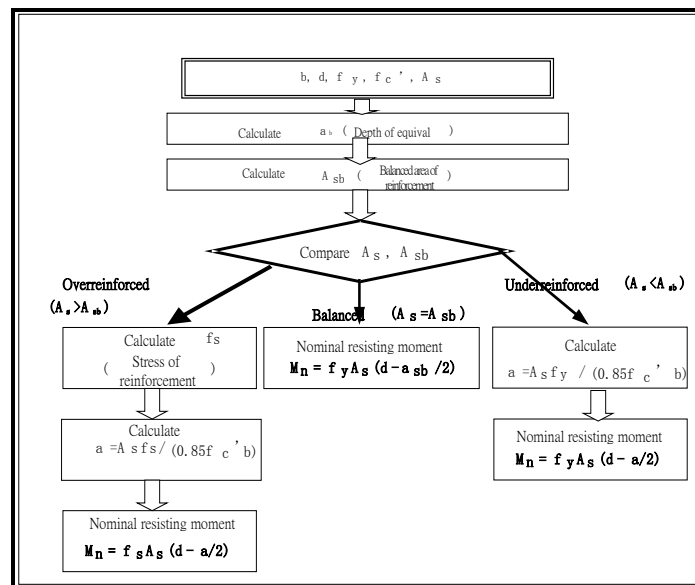 b, d, f y, f c ', A s
Calculate a b ( Depth of equival )
Calculate A sb ( Balanced area of reinforcement )
Compare A s , A sb
Overreinforced
(A s >A sb)
Balanced (A s =A sb)
Underreinforced (A s <A sb)
Calculate fs
( Stress of reinforcement )
Nominal resisting moment
M n = f y A s (d- a sb /2)
Calculate
a =A s f y / (0.85f c ' b)
Calculate
a =A s fs/ (0.85f c 'b)
Nominal resisting moment
M n = f y A s (d- a/2)
Nominal resisting moment
M n = f s A s (d- a/2)